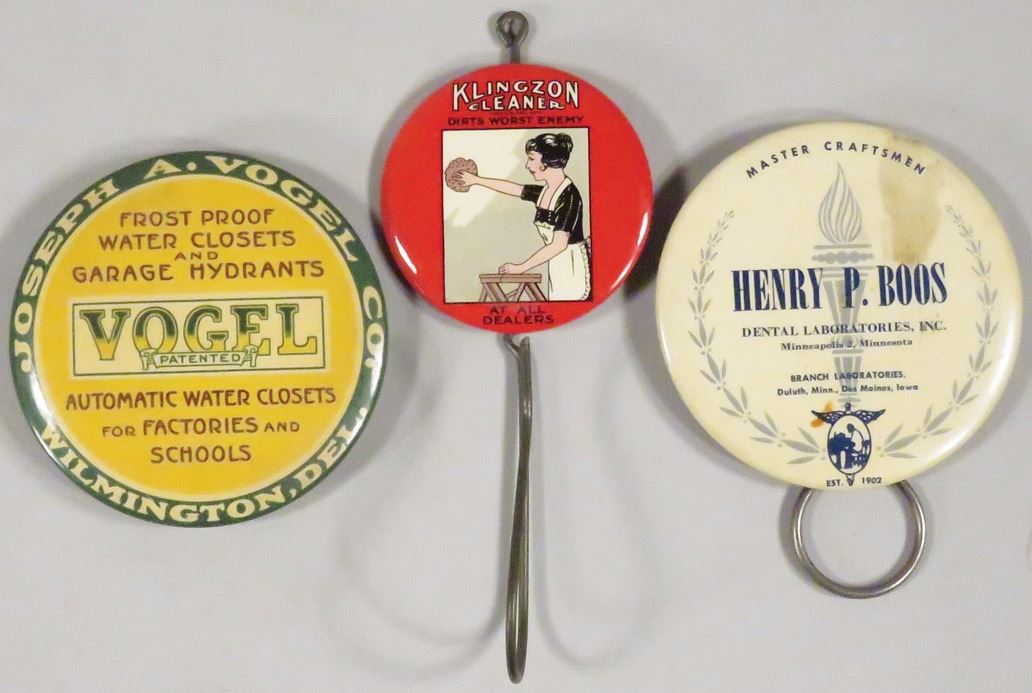 JOSEPH A. VOGEL CO.
FROST PROOF
WATER CLOSETS
AND
GARAGE HYDRANTS
VOGEL
PATENTED
AUTOMATIC WATER CLOSETS
FOR FACTORIES AND
SCHOOLS
WILMINGTON, DEL.
KLINGZON
CLEANER
DIRTS WORST ENEMY
AT ALL
DEALERS
MASTER CRAFTSMEN
HENRY P. BOOS
DENTAL LABORATORIES, INC.
Minneapolis 2, Minnesota
BRANCH LABORATORIES.
Duluth, Minn., Des Moines, Iowa
EST. 1902